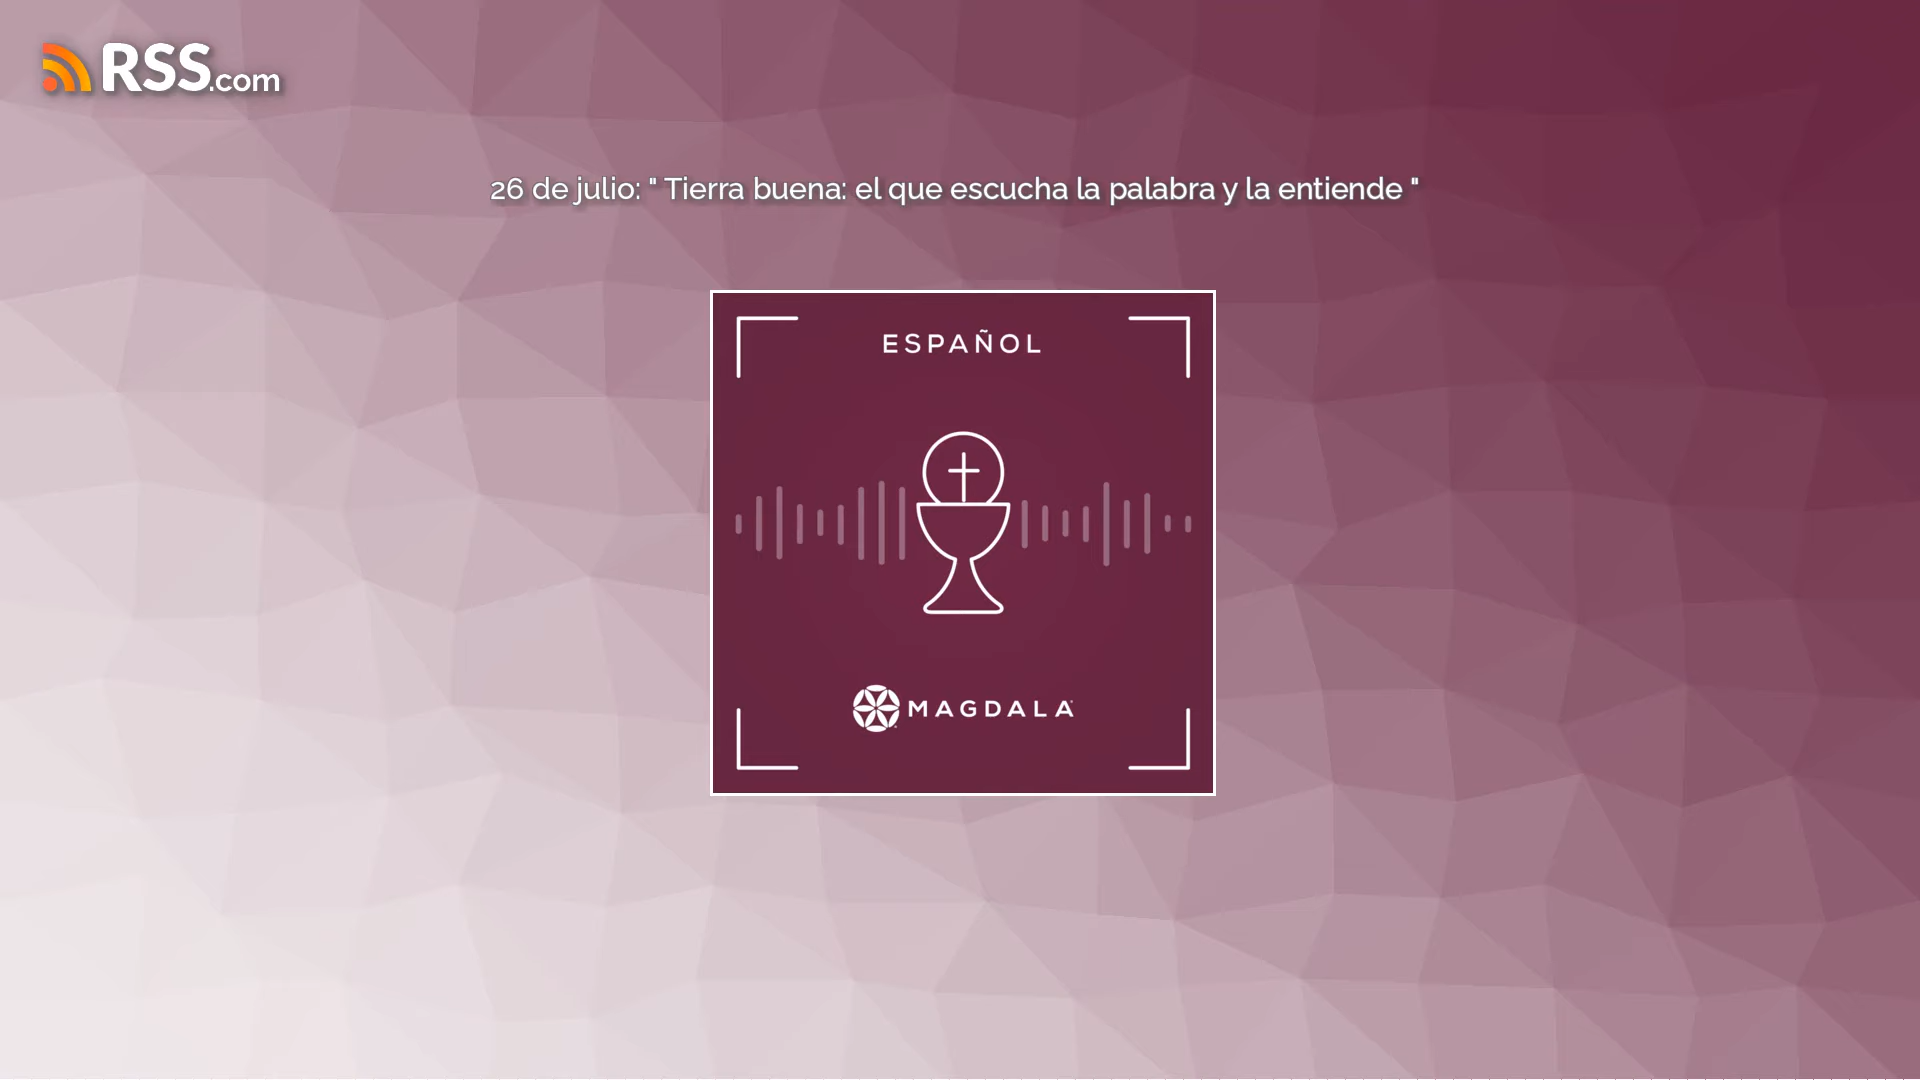 RSS.com
26 de julio: " Tierra buena: el que escucha la palabra y la entiende "
ESPAÑOL
MAGDALA